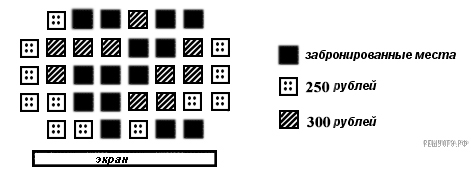 забронированные места
250 рублей
300 рублей
экран
РЕШУОГЭ.РФ